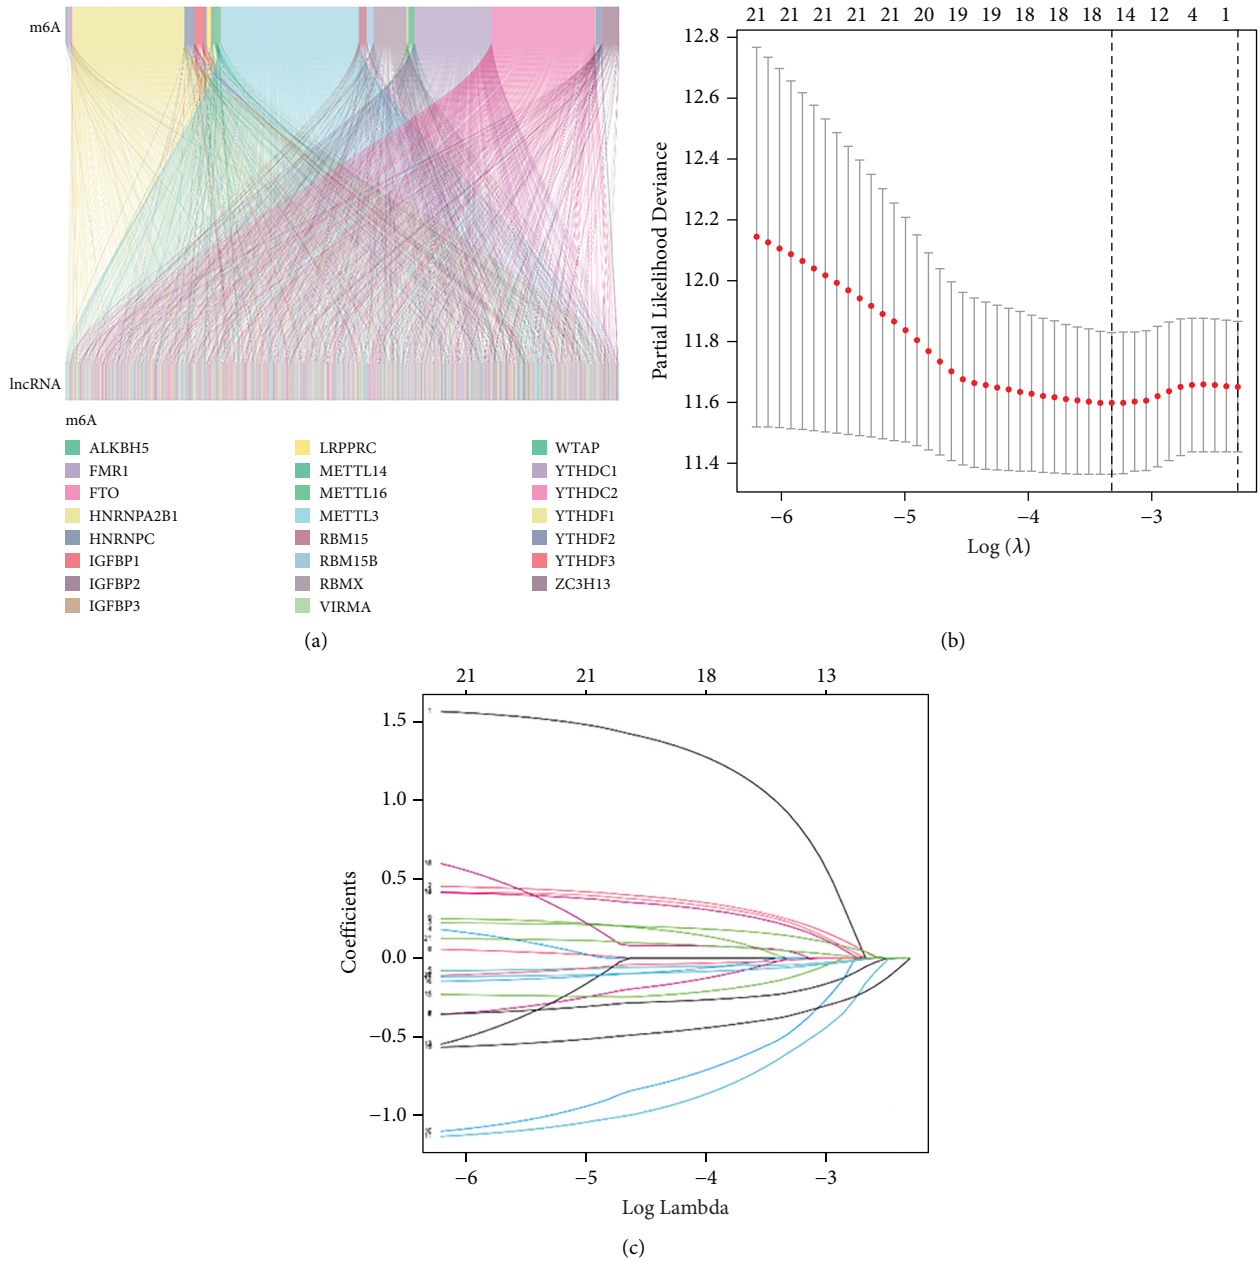 m6A
lncRNA
m6A
ALKBH5
FMR1
FTO
HNRNPA2B1
HNRNPC
IGFBP1
IGFBP2
IGFBP3
LRPPRC
METTL14
METTL16
METTL3
RBM15
RBM15B
RBMX
VIRMA
WTAP
YTHDC1
YTHDC2
YTHDF1
YTHDF2
YTHDF3
ZC3H13
(a)
21 21 21 21 21 20 19 19 18 18 18 14 12 4 1
12.8
12.6
12.4
12.2
12.0
11.8
11.6
11.4
Partial Likelihood Deviance
−6 −5 −4 −3
Log (λ)
(b)
21 21 18 13
1.5
1.0
0.5
0.0
−0.5
−1.0
Coefficients
−6 −5 −4 −3
Log Lambda
(c)